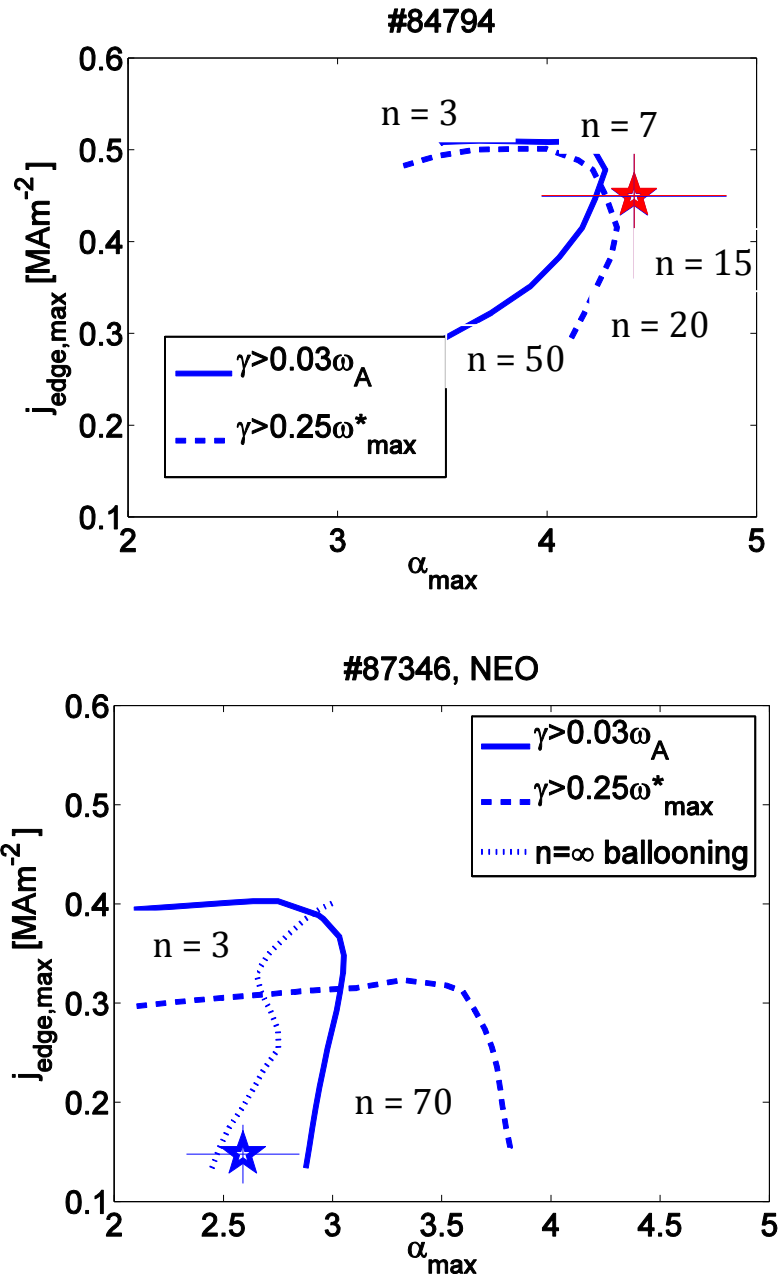 #84794
0.6
0.5
0.4
0.3
0.2
0.1
j_edge,max [MAm^-2]
n = 3
n = 7
n = 15
n = 20
n = 50
γ>0.03ω_A
γ>0.25ω*_max
2
3
4
5
α_max
#87346, NEO
0.6
0.5
0.4
0.3
0.2
0.1
j_edge,max [MAm^-2]
γ>0.03ω_A
γ>0.25ω*_max
n=∞ ballooning
n = 3
n = 70
2
2.5
3
3.5
4
4.5
5
α_max